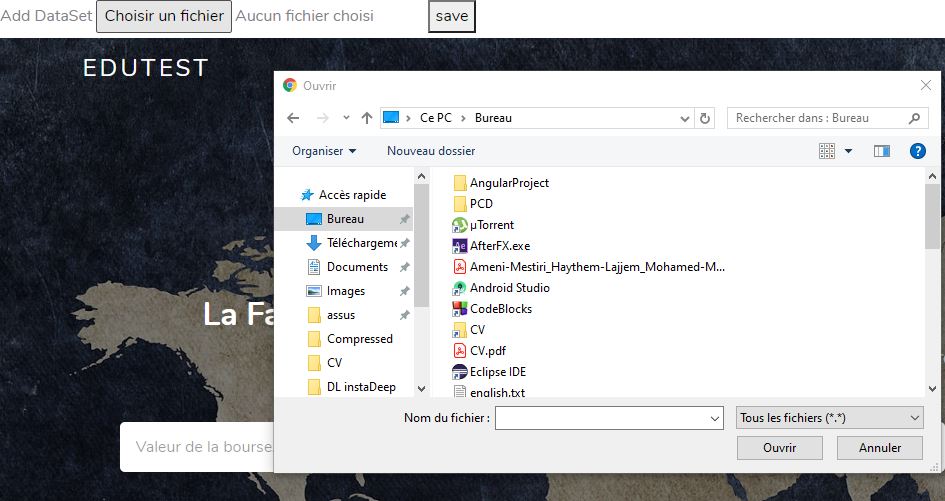 Add DataSet Choisir un fichier Aucun fichier choisi save
EDUTEST
Ouvrir
Ce PC Bureau Rechercher dans : Bureau
Organiser Nouveau dossier
Accès rapide
Bureau
Téléchargeme
Documents
Images
assus
Compressed
CV
DL instaDeep
AngularProject
PCD
µTorrent
AfterFX.exe
Ameni-Mestiri_Haythem-Lajjem_Mohamed-M...
Android Studio
CodeBlocks
CV
CV.pdf
Eclipse IDE
english.txt
La Fa
Nom du fichier : Tous les fichiers (*.*)
Valeur de la bourse
Ouvrir Annuler